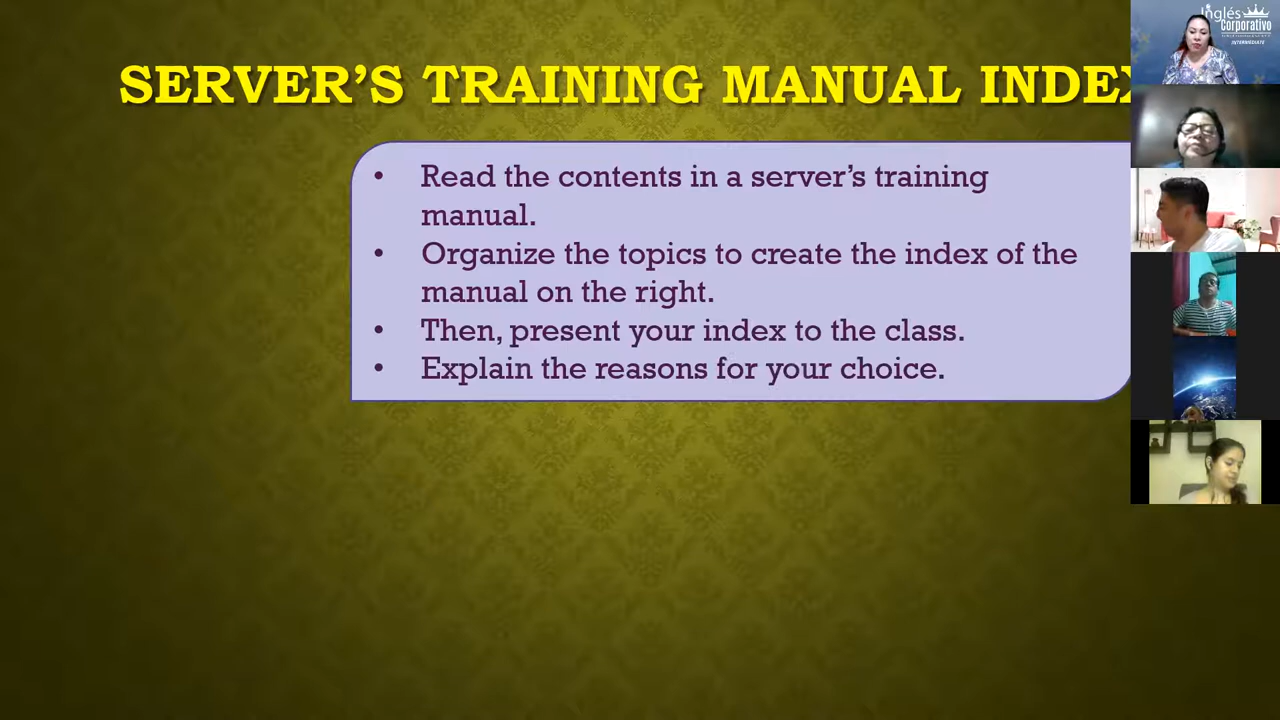 Inglés
Corporativo
INTERMEDIATE
SERVER'S TRAINING MANUAL INDEX
• Read the contents in a server's training
manual.
• Organize the topics to create the index of the
manual on the right.
• Then, present your index to the class.
• Explain the reasons for your choice.